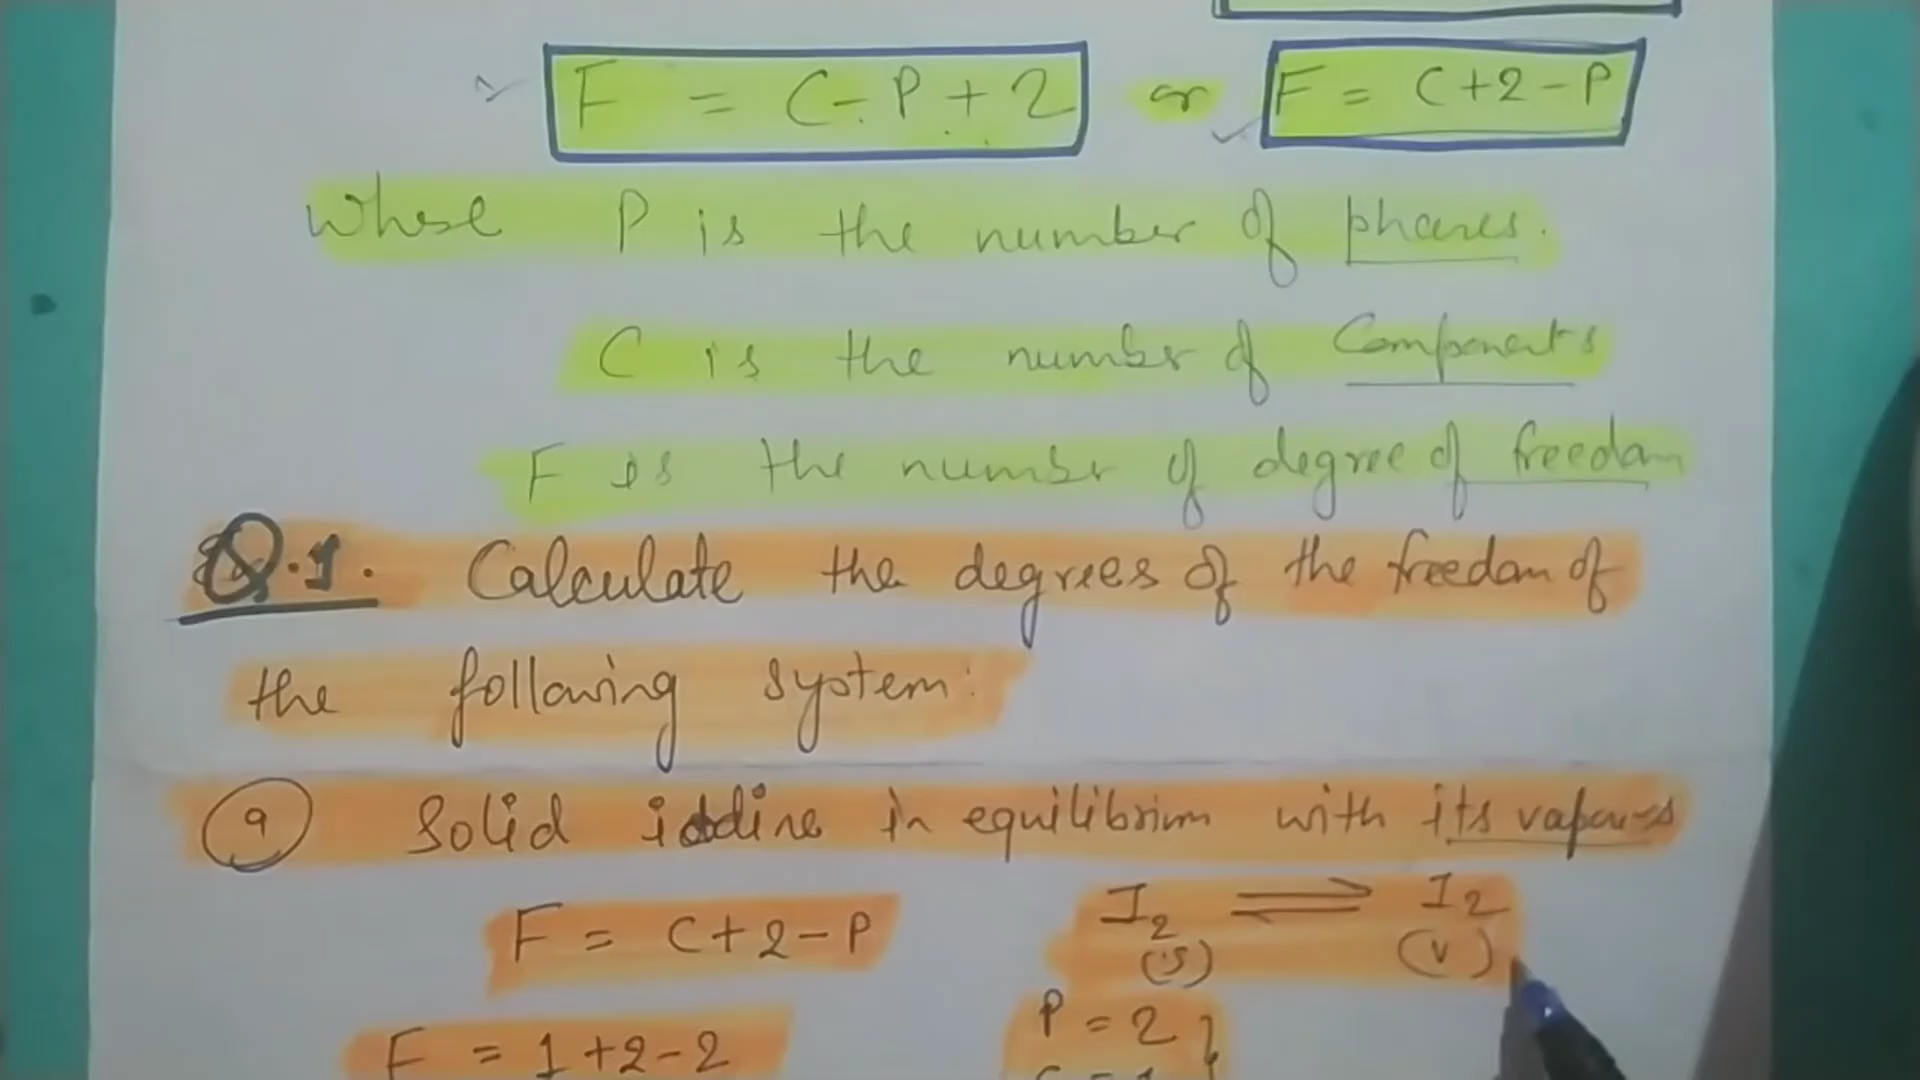 F = C - P + 2 or F = C + 2 - P
Where P is the number of phases.
C is the number of Components
F is the number of degree of freedom
Q.1. Calculate the degrees of the freedom of
the following system:
(a) Solid iodine in equilibrium with its vapours
F = C + 2 - P I2 ⇌ I2
(s) (v)
P = 2 }
F = 1 + 2 - 2